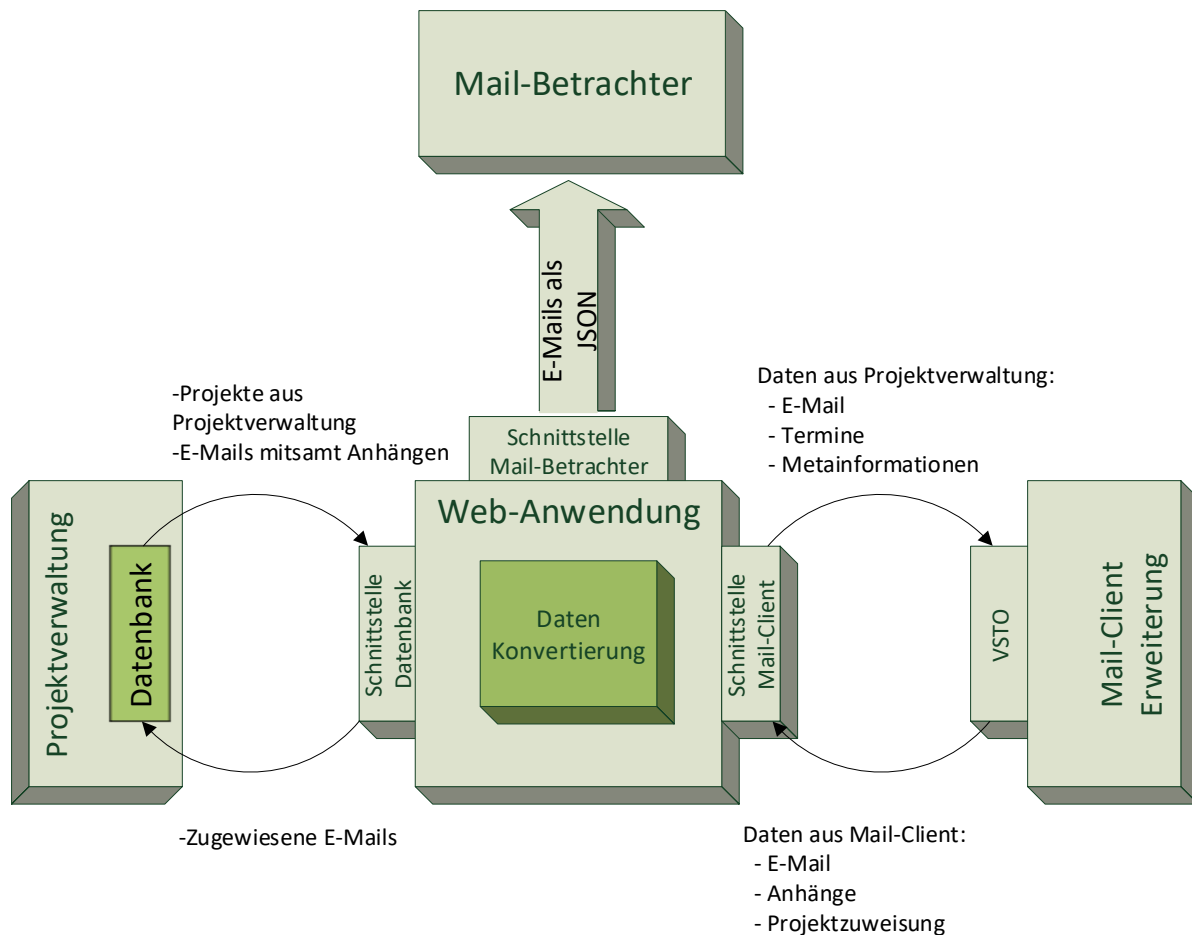 Mail-Betrachter
E-Mails als
JSON
-Projekte aus
Projektverwaltung
-E-Mails mitsamt Anhängen
Daten aus Projektverwaltung:
- E-Mail
- Termine
- Metainformationen
Schnittstelle
Mail-Betrachter
Projektverwaltung
Datenbank
Schnittstelle
Datenbank
Web-Anwendung
Daten
Konvertierung
Schnittstelle
Mail-Client
VSTO
Mail-Client
Erweiterung
-Zugewiesene E-Mails
Daten aus Mail-Client:
- E-Mail
- Anhänge
- Projektzuweisung